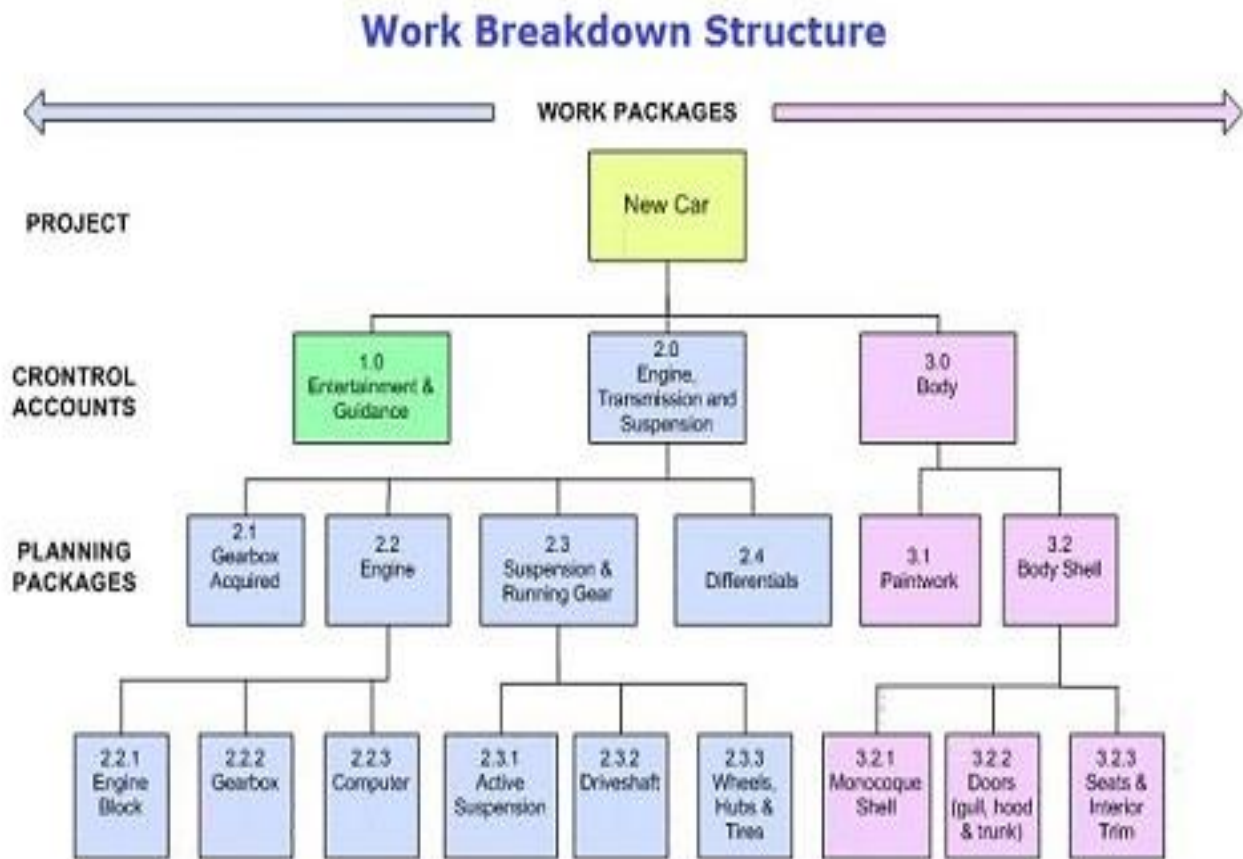 Work Breakdown Structure
WORK PACKAGES
PROJECT
New Car
CRONTROL
ACCOUNTS
1.0
Entertainment &
Guidance
2.0
Engine,
Transmission and
Suspension
3.0
Body
PLANNING
PACKAGES
2.1
Gearbox
Acquired
2.2
Engine
2.3
Suspension &
Running Gear
2.4
Differentials
3.1
Paintwork
3.2
Body Shell
2.2.1
Engine
Block
2.2.2
Gearbox
2.2.3
Computer
2.3.1
Active
Suspension
2.3.2
Driveshaft
2.3.3
Wheels,
Hubs &
Tires
3.2.1
Monocoque
Shell
3.2.2
Doors
(gull, hood
& trunk)
3.2.3
Seats &
Interior
Trim